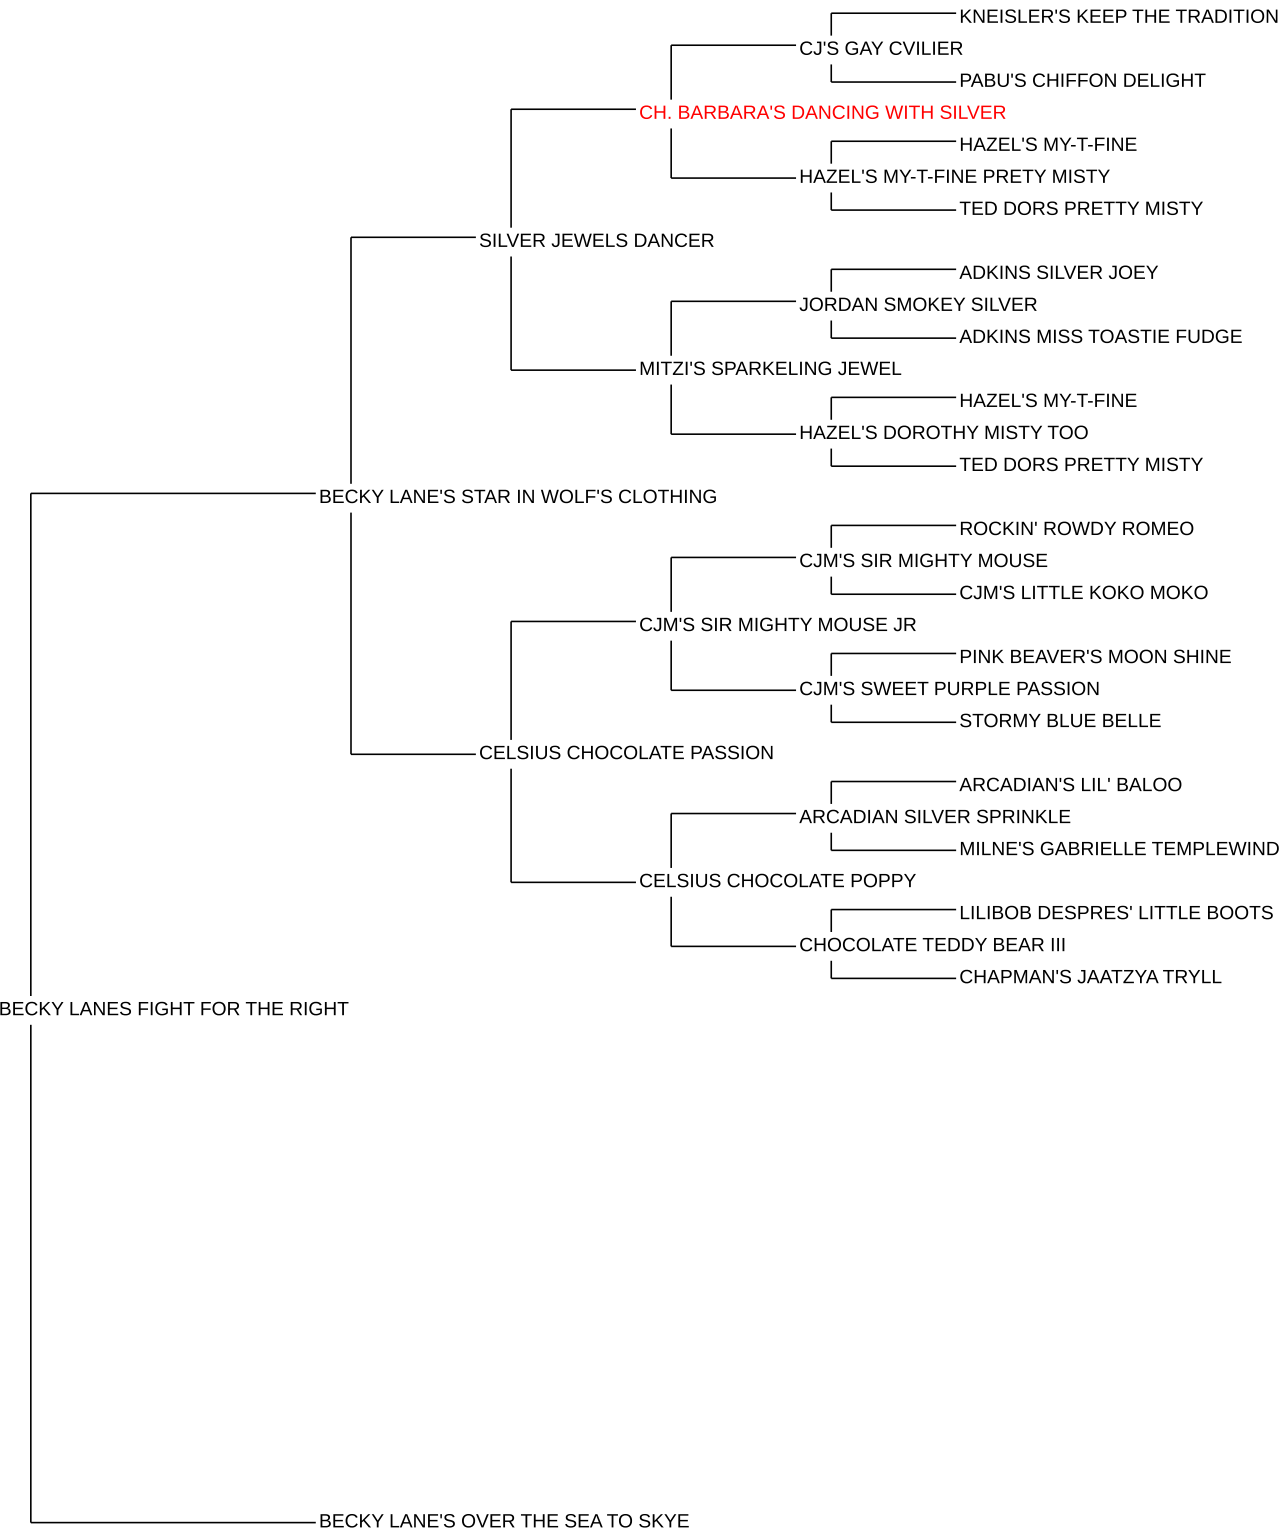 KNEISLER'S KEEP THE TRADITION
CJ'S GAY CVILIER
PABU'S CHIFFON DELIGHT
CH. BARBARA'S DANCING WITH SILVER
HAZEL'S MY-T-FINE
HAZEL'S MY-T-FINE PRETY MISTY
TED DORS PRETTY MISTY
SILVER JEWELS DANCER
ADKINS SILVER JOEY
JORDAN SMOKEY SILVER
ADKINS MISS TOASTIE FUDGE
MITZI'S SPARKELING JEWEL
HAZEL'S MY-T-FINE
HAZEL'S DOROTHY MISTY TOO
TED DORS PRETTY MISTY
BECKY LANE'S STAR IN WOLF'S CLOTHING
ROCKIN' ROWDY ROMEO
CJM'S SIR MIGHTY MOUSE
CJM'S LITTLE KOKO MOKO
CJM'S SIR MIGHTY MOUSE JR
PINK BEAVER'S MOON SHINE
CJM'S SWEET PURPLE PASSION
STORMY BLUE BELLE
CELSIUS CHOCOLATE PASSION
ARCADIAN'S LIL' BALOO
ARCADIAN SILVER SPRINKLE
MILNE'S GABRIELLE TEMPLEWIND
CELSIUS CHOCOLATE POPPY
LILIBOB DESPRES' LITTLE BOOTS
CHOCOLATE TEDDY BEAR III
CHAPMAN'S JAATZYA TRYLL
BECKY LANES FIGHT FOR THE RIGHT
BECKY LANE'S OVER THE SEA TO SKYE